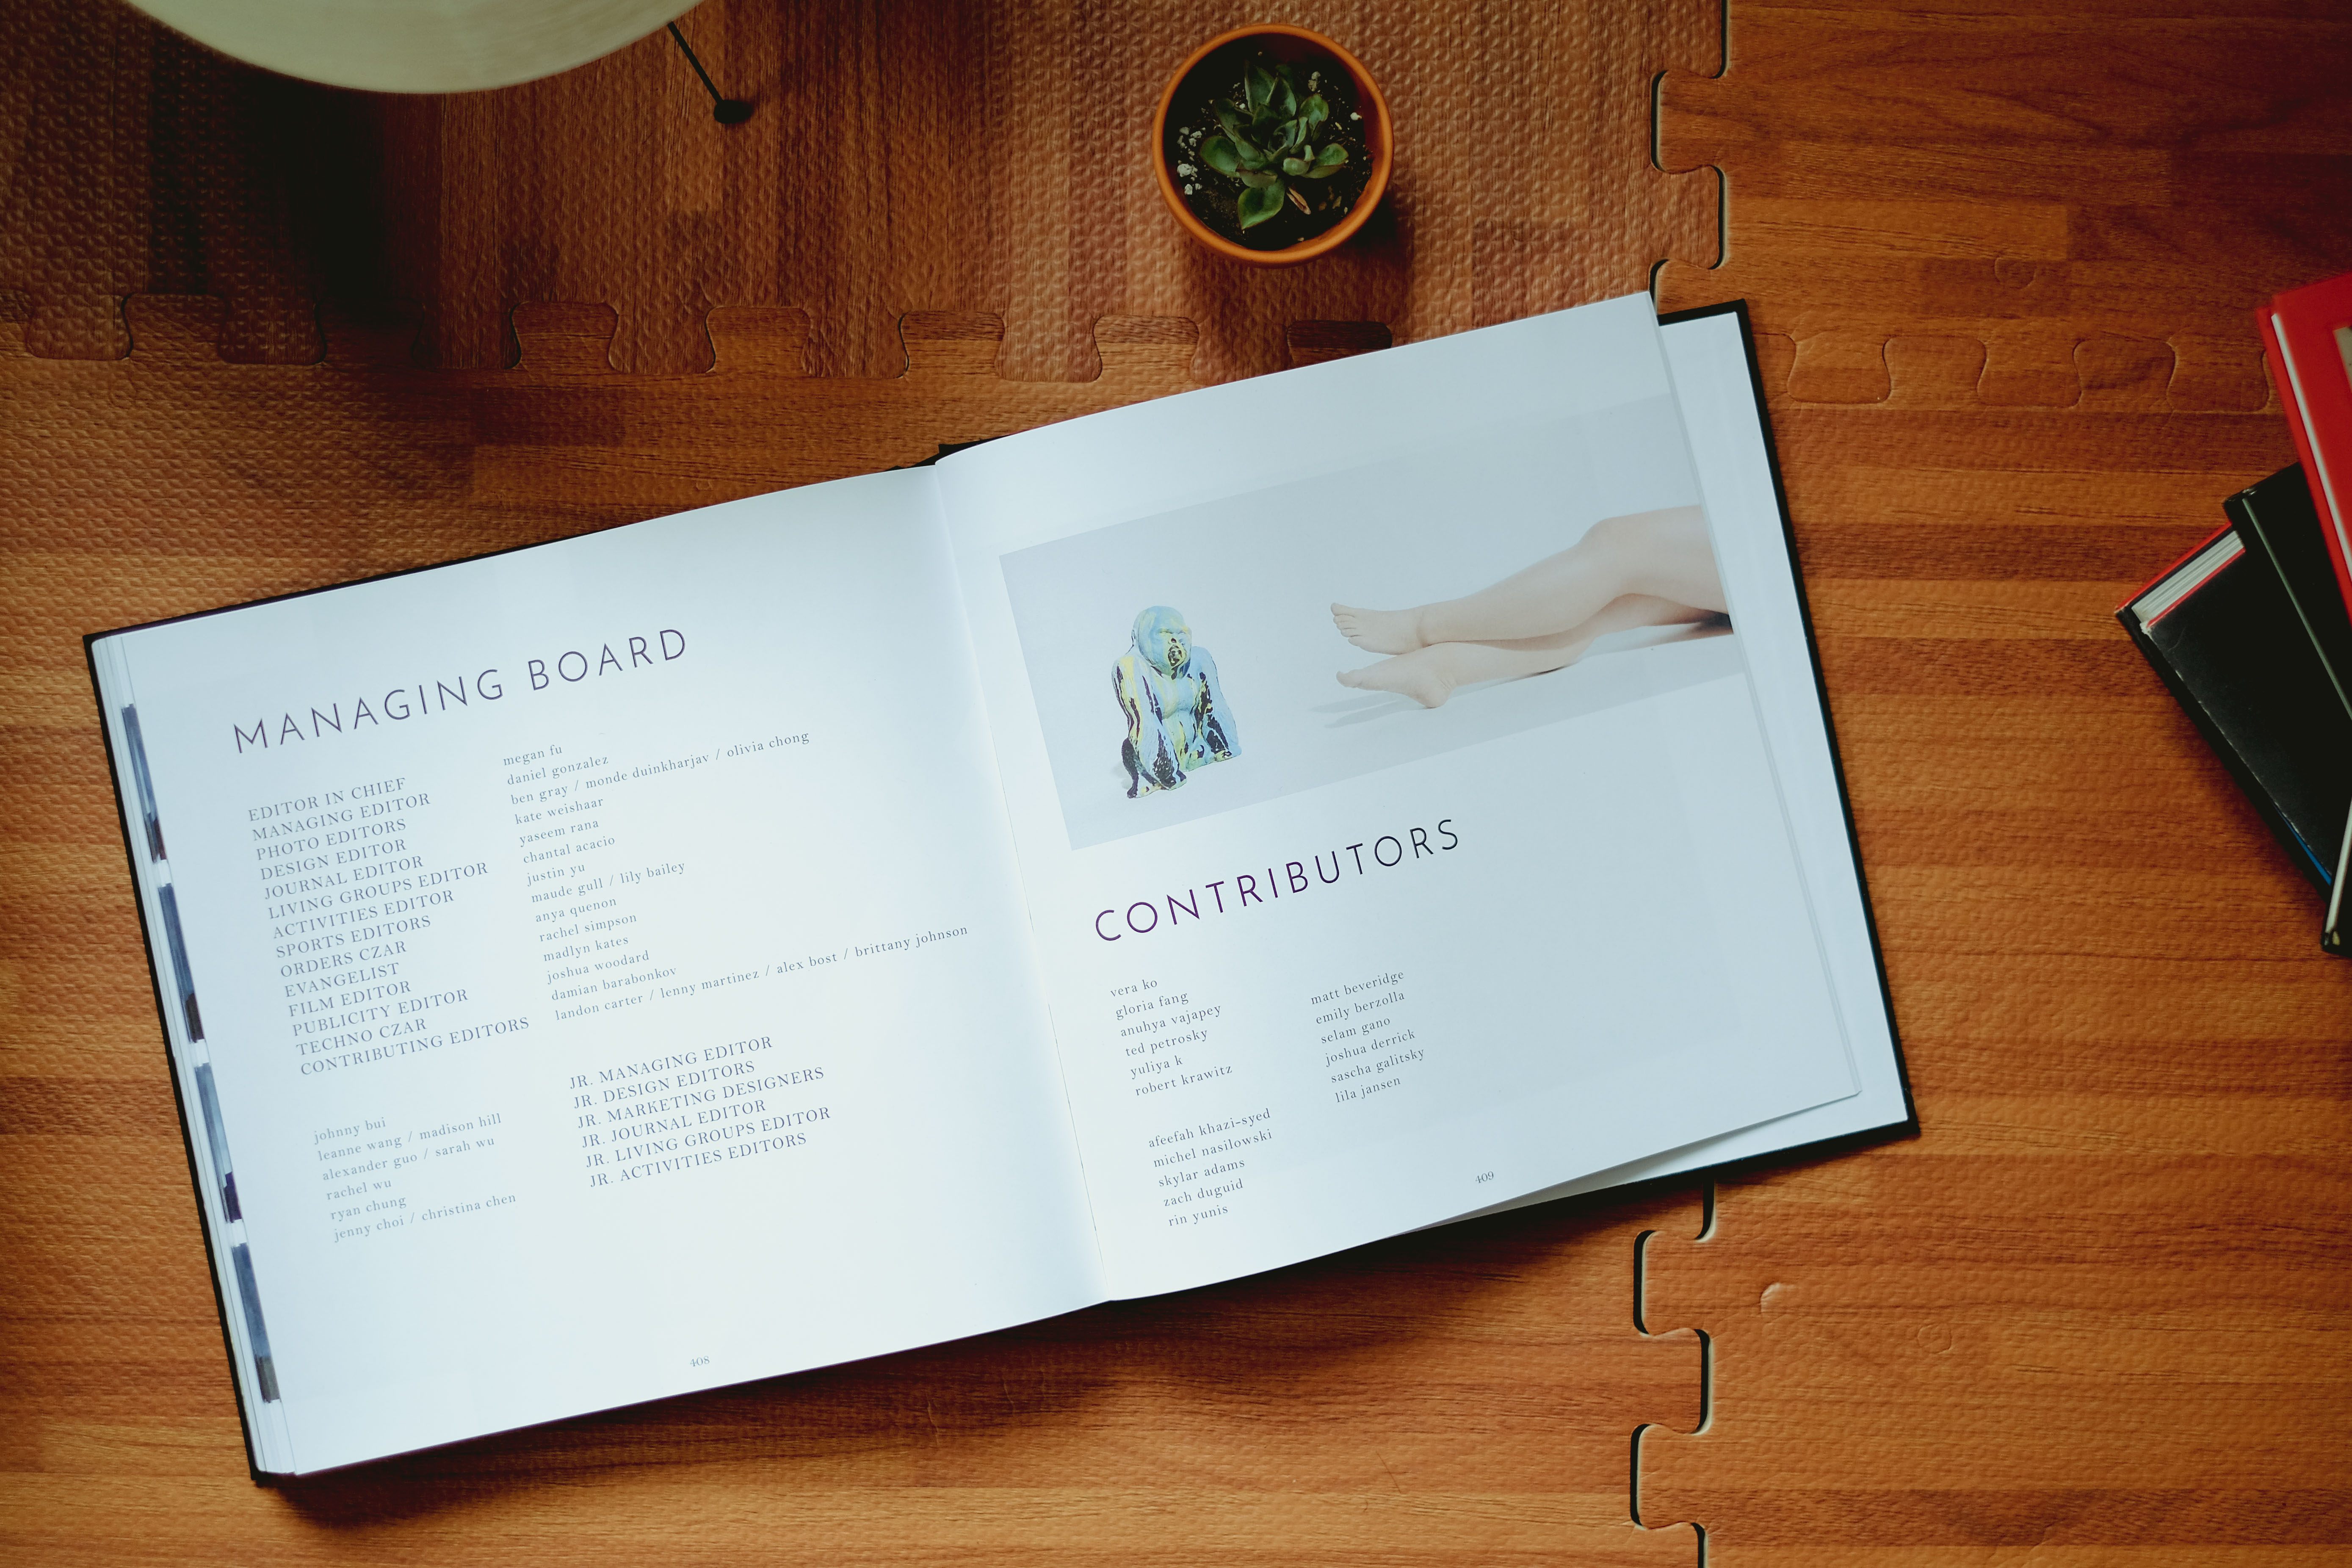 MANAGING BOARD
EDITOR IN CHIEF
MANAGING EDITOR
PHOTO EDITORS
DESIGN EDITOR
JOURNAL EDITOR
LIVING GROUPS EDITOR
ACTIVITIES EDITOR
SPORTS EDITORS
ORDERS CZAR
EVANGELIST
FILM EDITOR
PUBLICITY EDITOR
TECHNO CZAR
CONTRIBUTING EDITORS
megan fu
daniel gonzalez
ben gray / monde duinkharjav / olivia chong
kate weishaar
yaseem rana
chantal acacio
justin yu
maude gull / lily bailey
anya quenon
rachel simpson
madlyn kates
joshua woodard
damian barabonkov
landon carter / lenny martinez / alex bost / brittany johnson
johnny bui
leanne wang / madison hill
alexander guo / sarah wu
rachel wu
ryan chung
jenny choi / christina chen
JR. MANAGING EDITOR
JR. DESIGN EDITORS
JR. MARKETING DESIGNERS
JR. JOURNAL EDITOR
JR. LIVING GROUPS EDITOR
JR. ACTIVITIES EDITORS
408
CONTRIBUTORS
vera ko
gloria fang
anuhya vajapey
ted petrosky
yuliya k
robert krawitz
afeefah khazi-syed
michel nasilowski
skylar adams
zach duguid
rin yunis
matt beveridge
emily berzolla
selam gano
joshua derrick
sascha galitsky
lila jansen
409